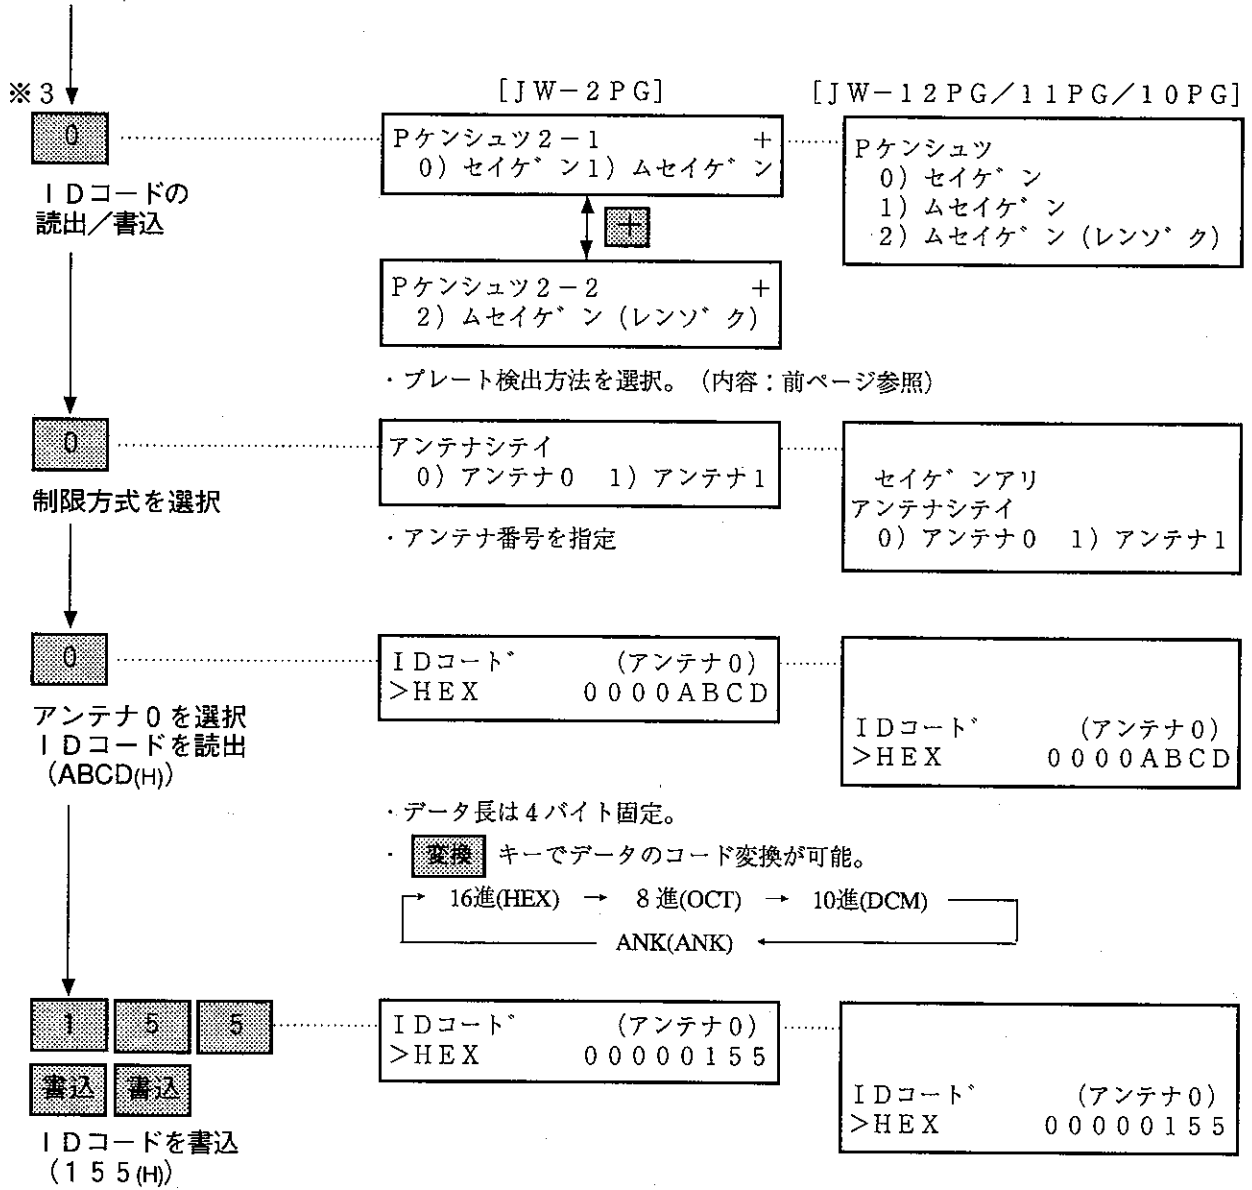 ※3
[JW-2PG]
[JW-12PG/11PG/10PG]
0
IDコードの
読出/書込
Pケンシュツ2-1 +
0) セイゲン1) ムセイゲン
+
Pケンシュツ2-2 +
2) ムセイゲン (レンゾク)
Pケンシュツ
0) セイゲン
1) ムセイゲン
2) ムセイゲン (レンゾク)
・プレート検出方法を選択。(内容:前ページ参照)
0
制限方式を選択
アンテナシテイ
0) アンテナ0 1) アンテナ1
・アンテナ番号を指定
セイゲンアリ
アンテナシテイ
0) アンテナ0 1) アンテナ1
0
アンテナ0を選択
IDコードを読出
(ABCD(H))
IDコード (アンテナ0)
>HEX 0000ABCD
IDコード (アンテナ0)
>HEX 0000ABCD
・データ長は4バイト固定。
・ 変換 キーでデータのコード変換が可能。
→ 16進(HEX) → 8進(OCT) → 10進(DCM)
ANK(ANK) ←
1 5 5
書込 書込
IDコードを書込
(155(H))
IDコード (アンテナ0)
>HEX 00000155
IDコード (アンテナ0)
>HEX 00000155